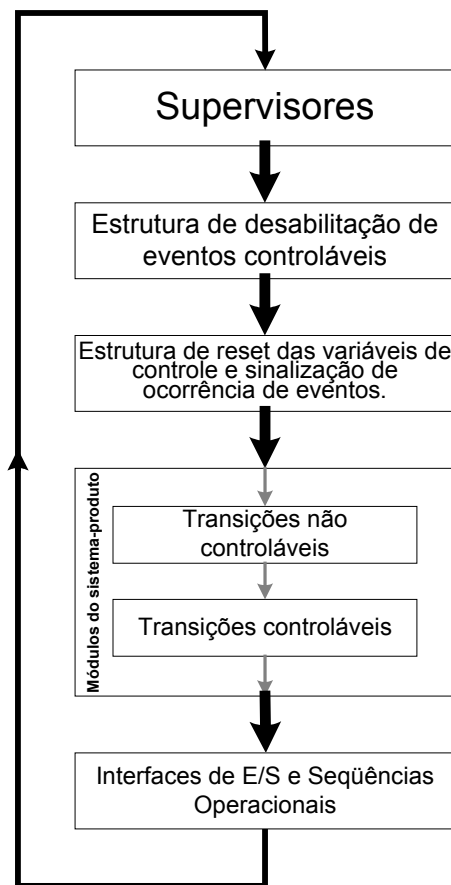 Supervisores
Estrutura de desabilitação de
eventos controláveis
Estrutura de reset das variáveis de
controle e sinalização de
ocorrência de eventos.
Módulos do sistema-produto
Transições não
controláveis
Transições controláveis
Interfaces de E/S e Seqüências
Operacionais